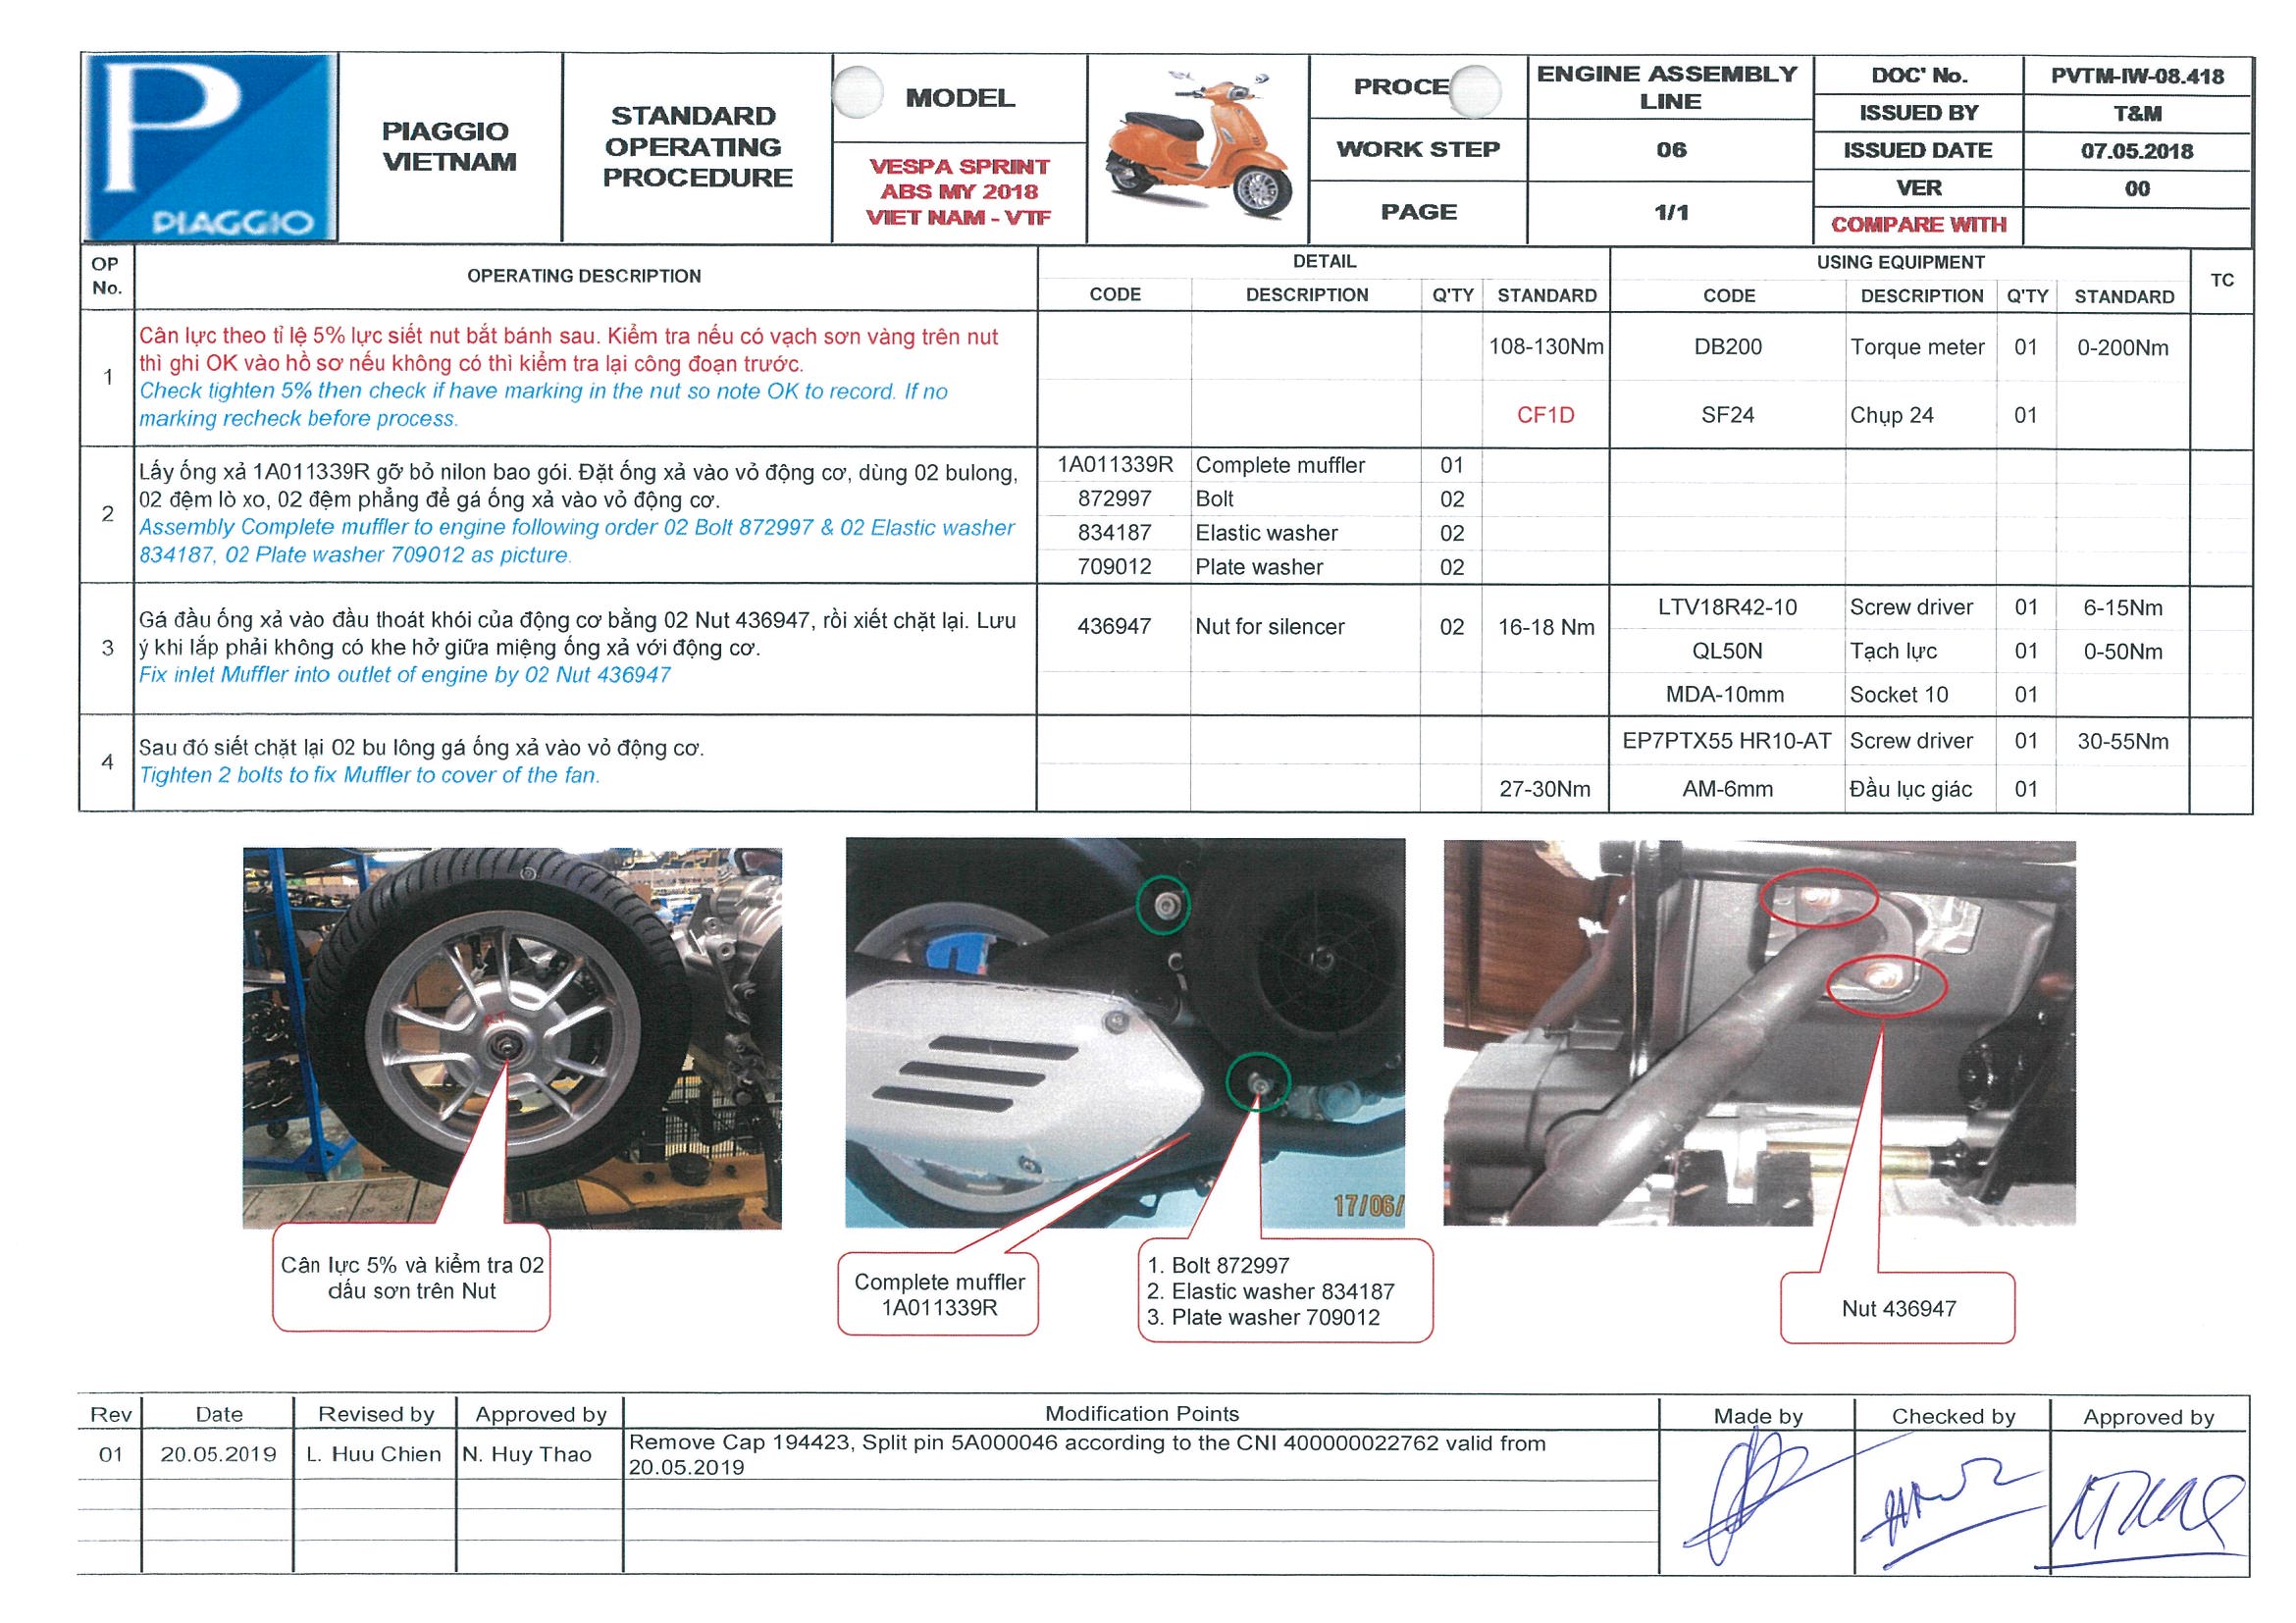 P
PIAGGIO
PIAGGIO
VIETNAM
STANDARD
OPERATING
PROCEDURE
MODEL
VESPA SPRINT
ABS MY 2018
VIET NAM - VTF
PROCE
ENGINE ASSEMBLY
LINE
WORK STEP
06
PAGE
1/1
DOC' No.
PVTM-IW-08.418
ISSUED BY
T&M
ISSUED DATE
07.05.2018
VER
00
COMPARE WITH
OP
No.
OPERATING DESCRIPTION
DETAIL
USING EQUIPMENT
TC
CODE
DESCRIPTION
Q'TY
STANDARD
CODE
DESCRIPTION
Q'TY
STANDARD
1
Cân lực theo tỉ lệ 5% lực siết nut bắt bánh sau. Kiểm tra nếu có vạch sơn vàng trên nut
thì ghi OK vào hồ sơ nếu không có thì kiểm tra lại công đoạn trước.
Check tighten 5% then check if have marking in the nut so note OK to record. If no
marking recheck before process.
108-130Nm
DB200
Torque meter
01
0-200Nm
CF1D
SF24
Chụp 24
01
2
Lấy ống xả 1A011339R gỡ bỏ nilon bao gói. Đặt ống xả vào vỏ động cơ, dùng 02 bulong,
02 đệm lò xo, 02 đệm phẳng để gá ống xả vào vỏ động cơ.
Assembly Complete muffler to engine following order 02 Bolt 872997 & 02 Elastic washer
834187, 02 Plate washer 709012 as picture.
1A011339R
Complete muffler
01
872997
Bolt
02
834187
Elastic washer
02
709012
Plate washer
02
3
Gá đầu ống xả vào đầu thoát khói của động cơ bằng 02 Nut 436947, rồi xiết chặt lại. Lưu
ý khi lắp phải không có khe hở giữa miệng ống xả với động cơ.
Fix inlet Muffler into outlet of engine by 02 Nut 436947
436947
Nut for silencer
02
16-18 Nm
LTV18R42-10
Screw driver
01
6-15Nm
QL50N
Tạch lực
01
0-50Nm
MDA-10mm
Socket 10
01
4
Sau đó siết chặt lại 02 bu lông gá ống xả vào vỏ động cơ.
Tighten 2 bolts to fix Muffler to cover of the fan.
EP7PTX55 HR10-AT
Screw driver
01
30-55Nm
27-30Nm
AM-6mm
Đầu lục giác
01
17/06/
Cân lực 5% và kiểm tra 02
dấu sơn trên Nut
Complete muffler
1A011339R
1. Bolt 872997
2. Elastic washer 834187
3. Plate washer 709012
Nut 436947
Rev
Date
Revised by
Approved by
Modification Points
Made by
Checked by
Approved by
01
20.05.2019
L. Huu Chien
N. Huy Thao
Remove Cap 194423, Split pin 5A000046 according to the CNI 400000022762 valid from
20.05.2019